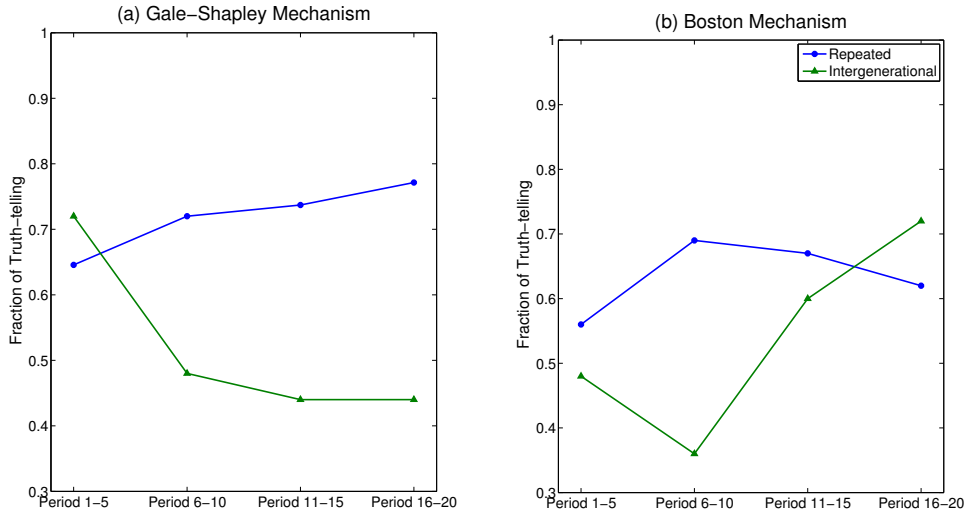 (a) Gale−Shapley Mechanism
1
0.9
0.8
0.7
0.6
0.5
0.4
0.3
Fraction of Truth−telling
Period 1−5 Period 6−10 Period 11−15 Period 16−20
(b) Boston Mechanism
Repeated
Intergenerational
1
0.9
0.8
0.7
0.6
0.5
0.4
0.3
Fraction of Truth−telling
Period 1−5 Period 6−10 Period 11−15 Period 16−20